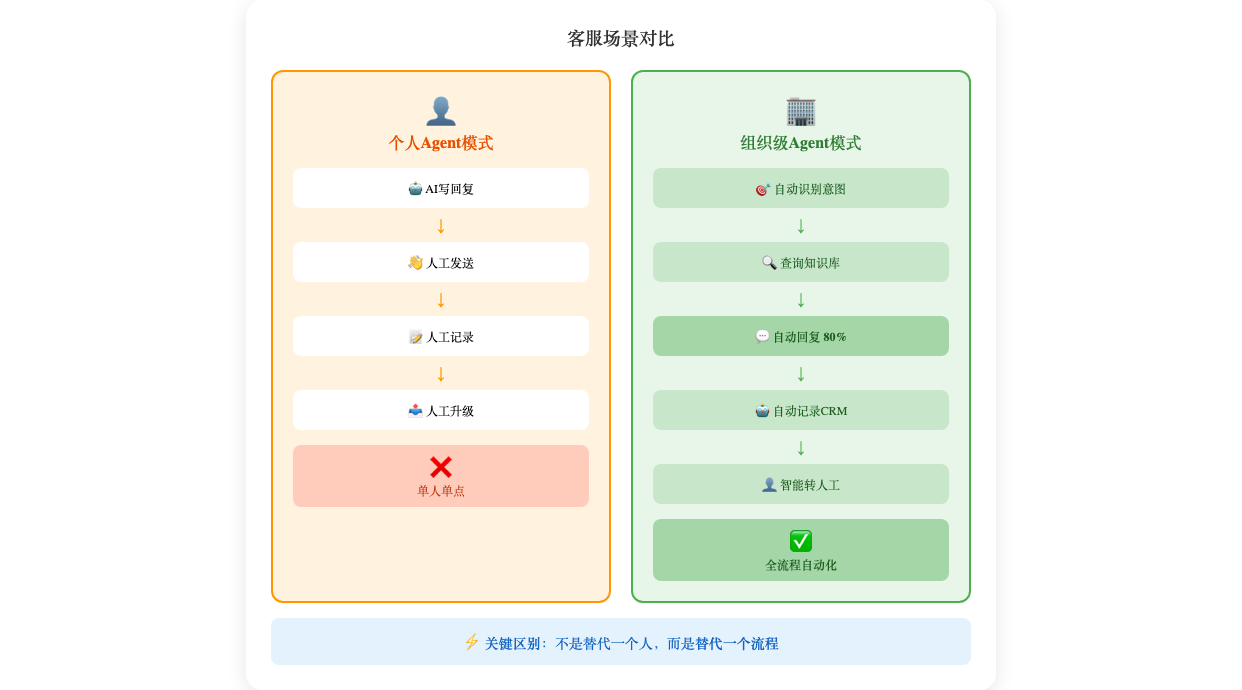 客服场景对比
个人Agent模式
🤖 AI写回复
↓
👋 人工发送
↓
📝 人工记录
↓
📤 人工升级
❌
单人单点
组织级Agent模式
🎯 自动识别意图
↓
🔍 查询知识库
↓
💬 自动回复 80%
↓
🤖 自动记录CRM
↓
👤 智能转人工
✅
全流程自动化
⚡ 关键区别：不是替代一个人，而是替代一个流程